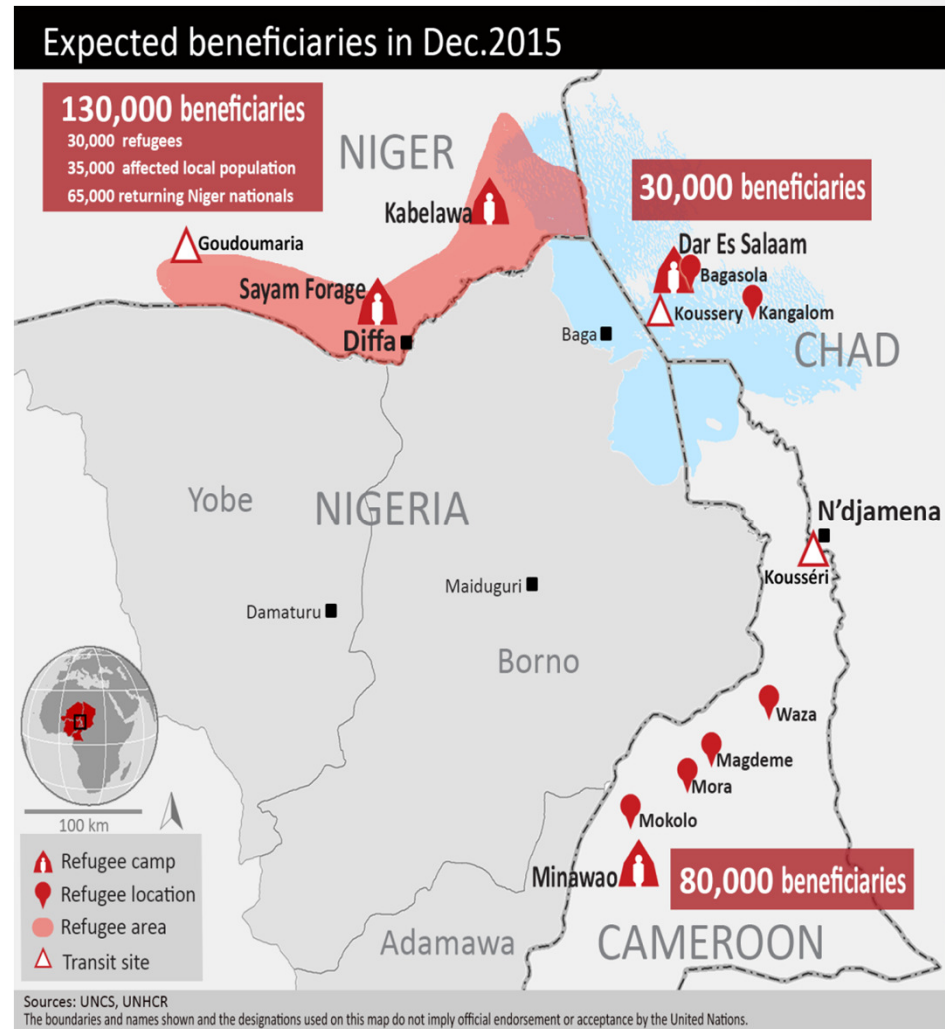 Expected beneficiaries in Dec.2015
130,000 beneficiaries
30,000 refugees
35,000 affected local population
65,000 returning Niger nationals
NIGER
30,000 beneficiaries
Kabelawa
Goudoumaria
Dar Es Salaam
Bagasola
Sayam Forage
Koussery
Kangalom
Diffa
Baga
CHAD
Yobe
NIGERIA
N'djamena
Kousséri
Maiduguri
Damaturu
Borno
Waza
Magdeme
Mora
Mokolo
100 km
Refugee camp
Refugee location
Refugee area
Transit site
Minawao
80,000 beneficiaries
Adamawa
CAMEROON
Sources: UNCS, UNHCR
The boundaries and names shown and the designations used on this map do not imply official endorsement or acceptance by the United Nations.